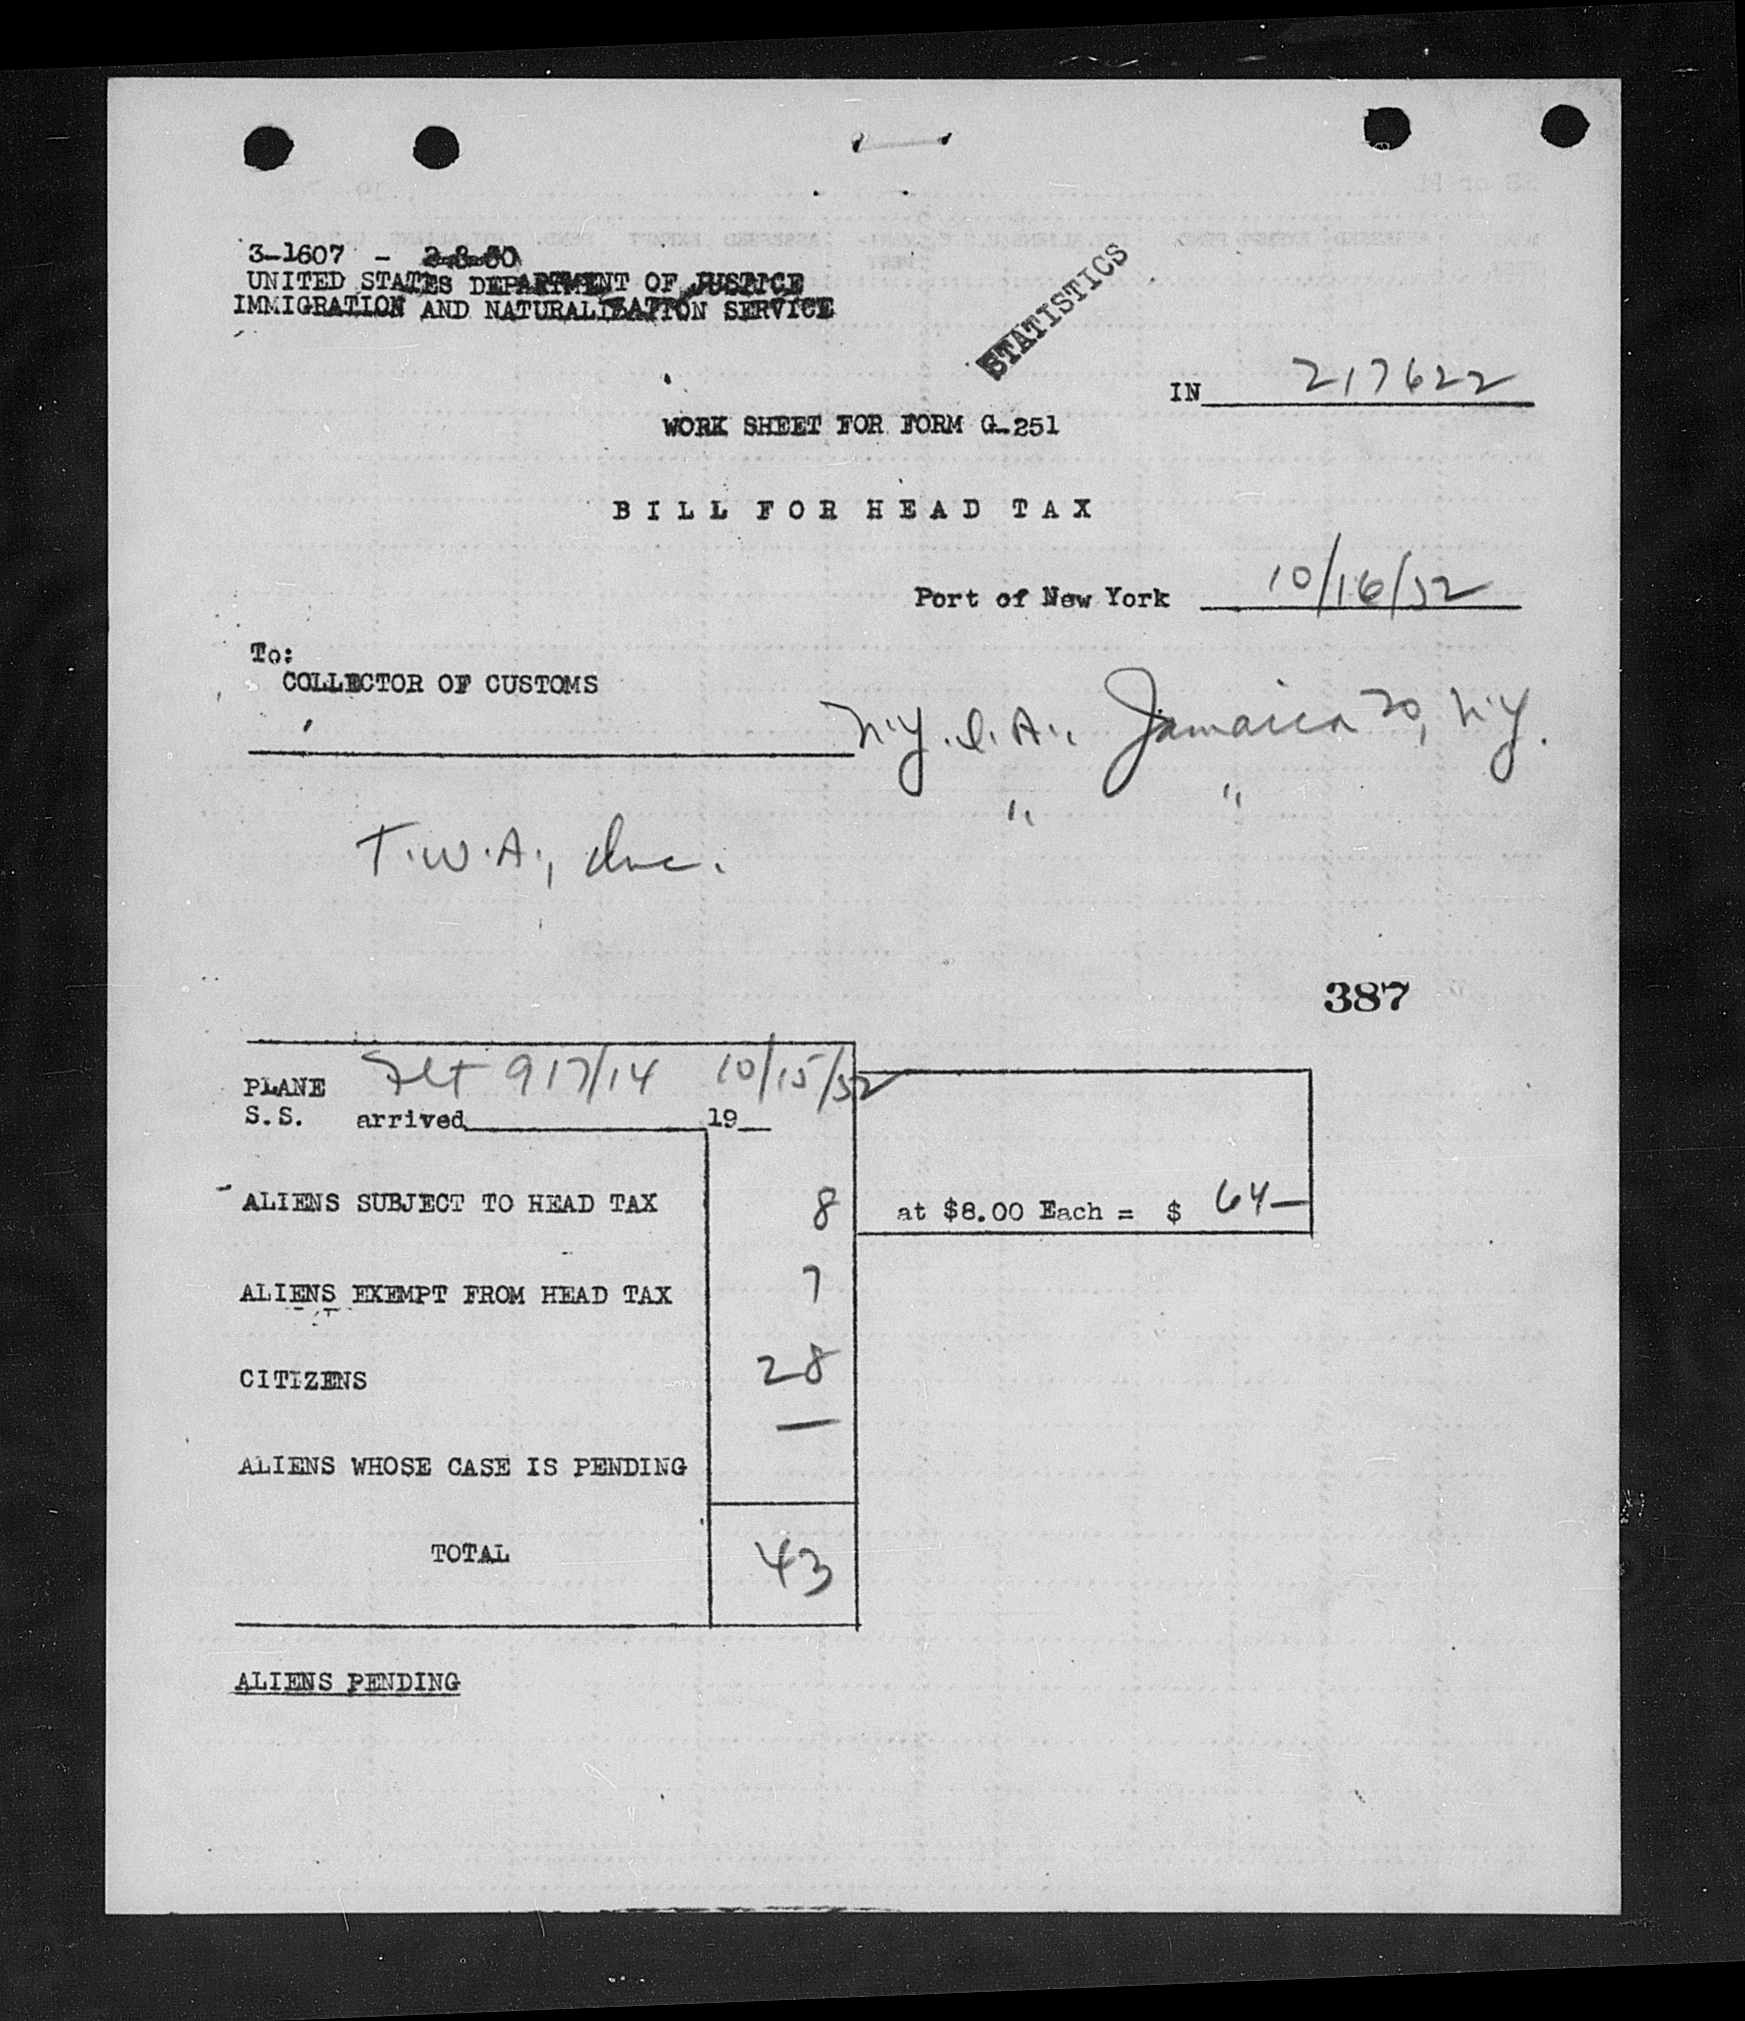 3-1607 - 2-8-50
UNITED STATES DEPARTMENT OF JUSTICE
IMMIGRATION AND NATURALIZATION SERVICE
STATISTICS
IN 217622
WORK SHEET FOR FORM G-251
BILL FOR HEAD TAX
Port of New York 10/16/52
To:
COLLECTOR OF CUSTOMS
N.Y.I.A., Jamaica 30, N.Y.
" "
T.W.A., Inc.
387
PLANE Flt 917/14 10/15/52
S.S. arrived 19
ALIENS SUBJECT TO HEAD TAX 8 at $8.00 Each = $ 64—
ALIENS EXEMPT FROM HEAD TAX 7
CITIZENS 28
—
ALIENS WHOSE CASE IS PENDING
TOTAL 43
ALIENS PENDING